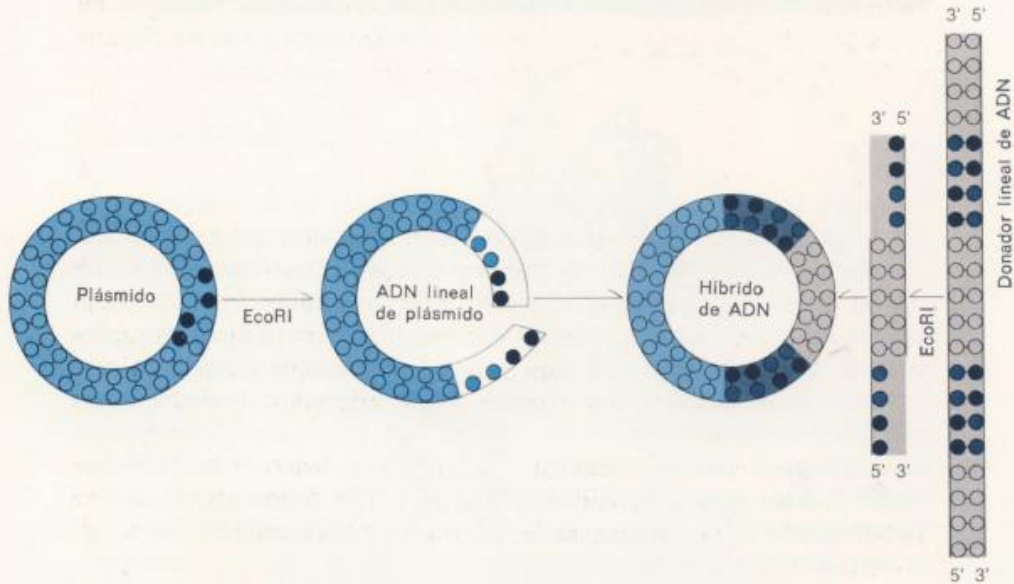 3' 5'
Donador lineal de ADN
3' 5'
Plásmido
EcoRI
ADN lineal
de plásmido
Híbrido
de ADN
EcoRI
5' 3'
5' 3'